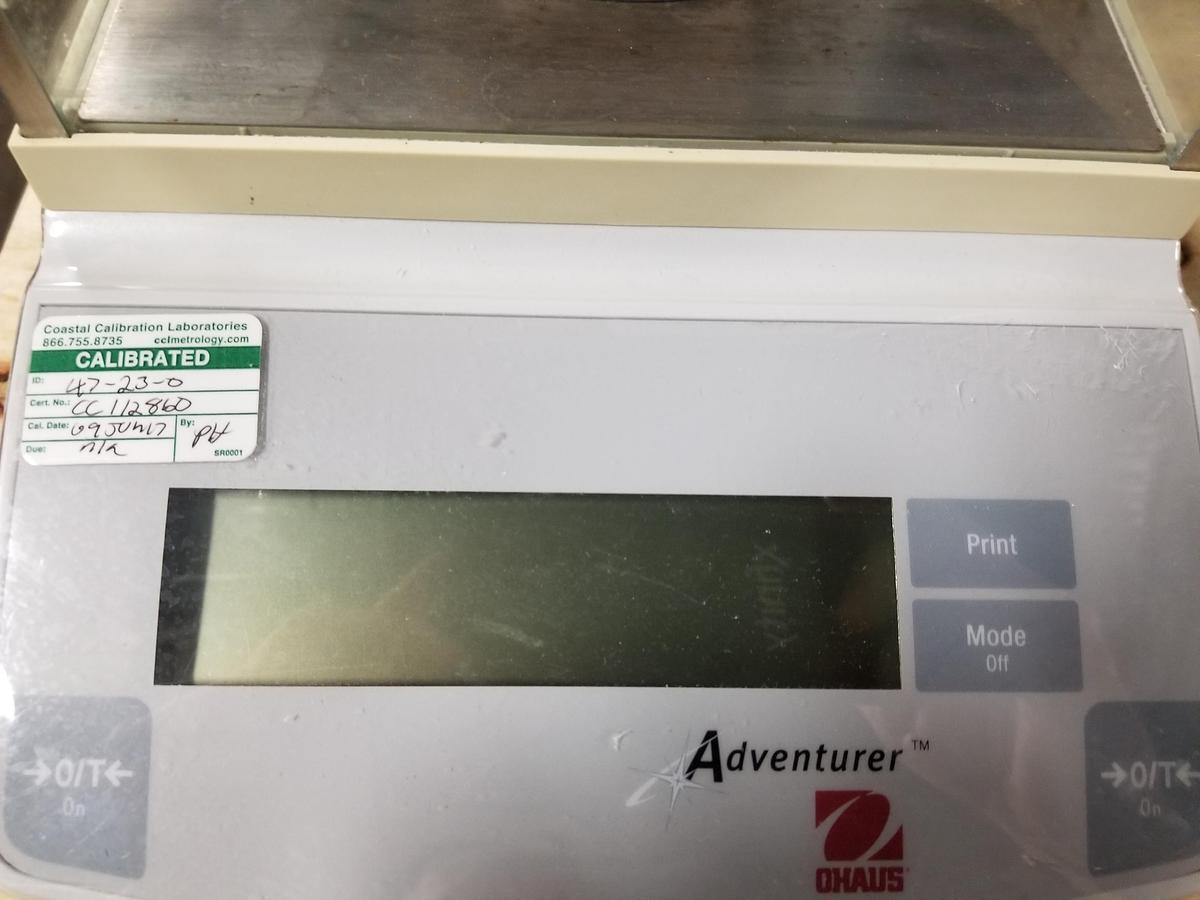 Coastal Calibration Laboratories
866.755.8735 cclmetrology.com
CALIBRATED
ID: 47-23-0
Cert. No.: CC112860
Cal. Date: 09JUN17 By: PH
Due: n/a SR0001
Print
Mode
Off
→0/T←
On
→0/T←
On
Adventurer™
OHAUS